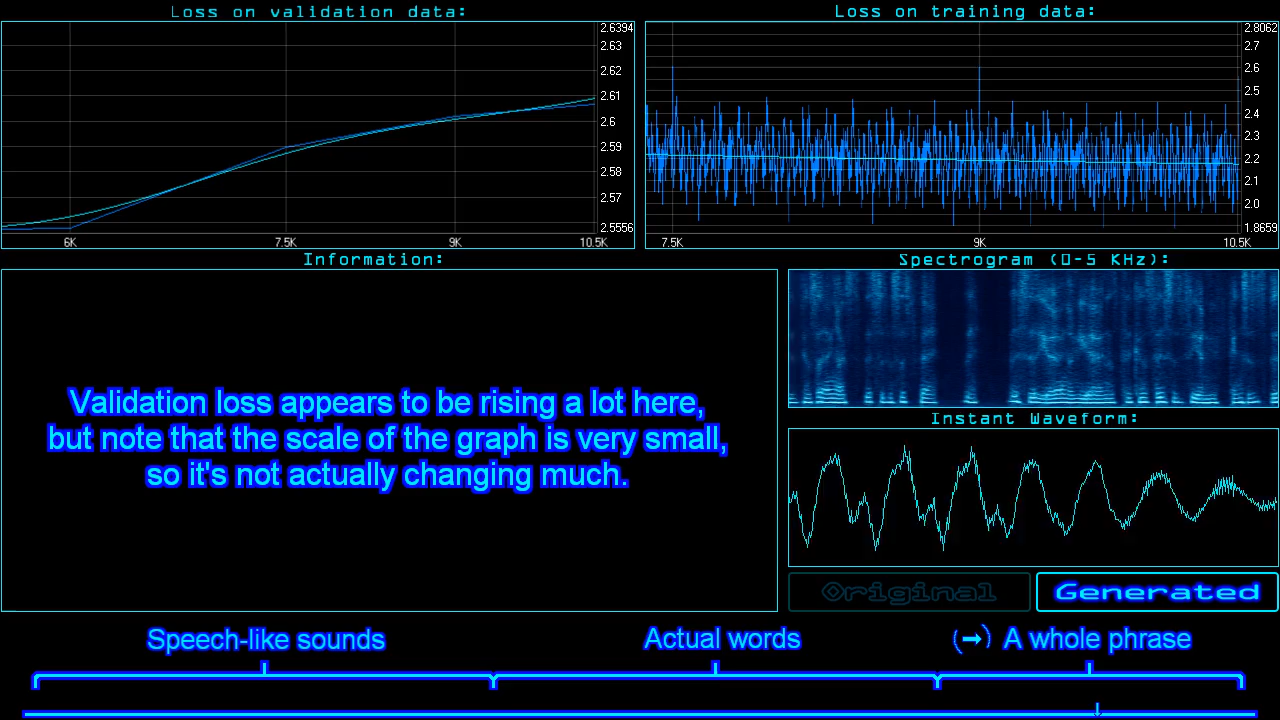 Loss on validation data:
Loss on training data:
2.6394
2.63
2.62
2.61
2.6
2.59
2.58
2.57
2.5556
6K
7.5K
9K
10.5K
2.8062
2.7
2.6
2.5
2.4
2.3
2.2
2.1
2.0
1.8659
7.5K
9K
10.5K
Information:
Spectrogram (0-5 KHz):
Validation loss appears to be rising a lot here,
but note that the scale of the graph is very small,
so it's not actually changing much.
Instant Waveform:
Original
Generated
Speech-like sounds
Actual words
(➞) A whole phrase